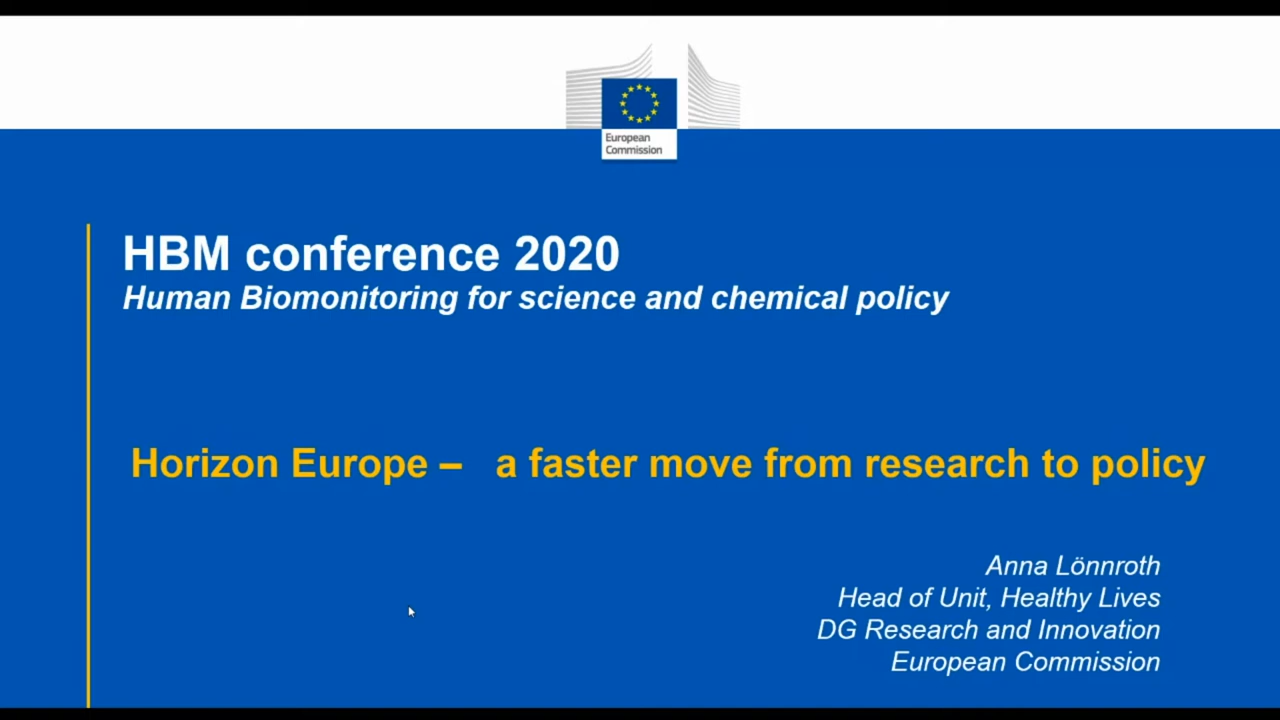 European
Commission
HBM conference 2020
Human Biomonitoring for science and chemical policy
Horizon Europe – a faster move from research to policy
Anna Lönnroth
Head of Unit, Healthy Lives
DG Research and Innovation
European Commission